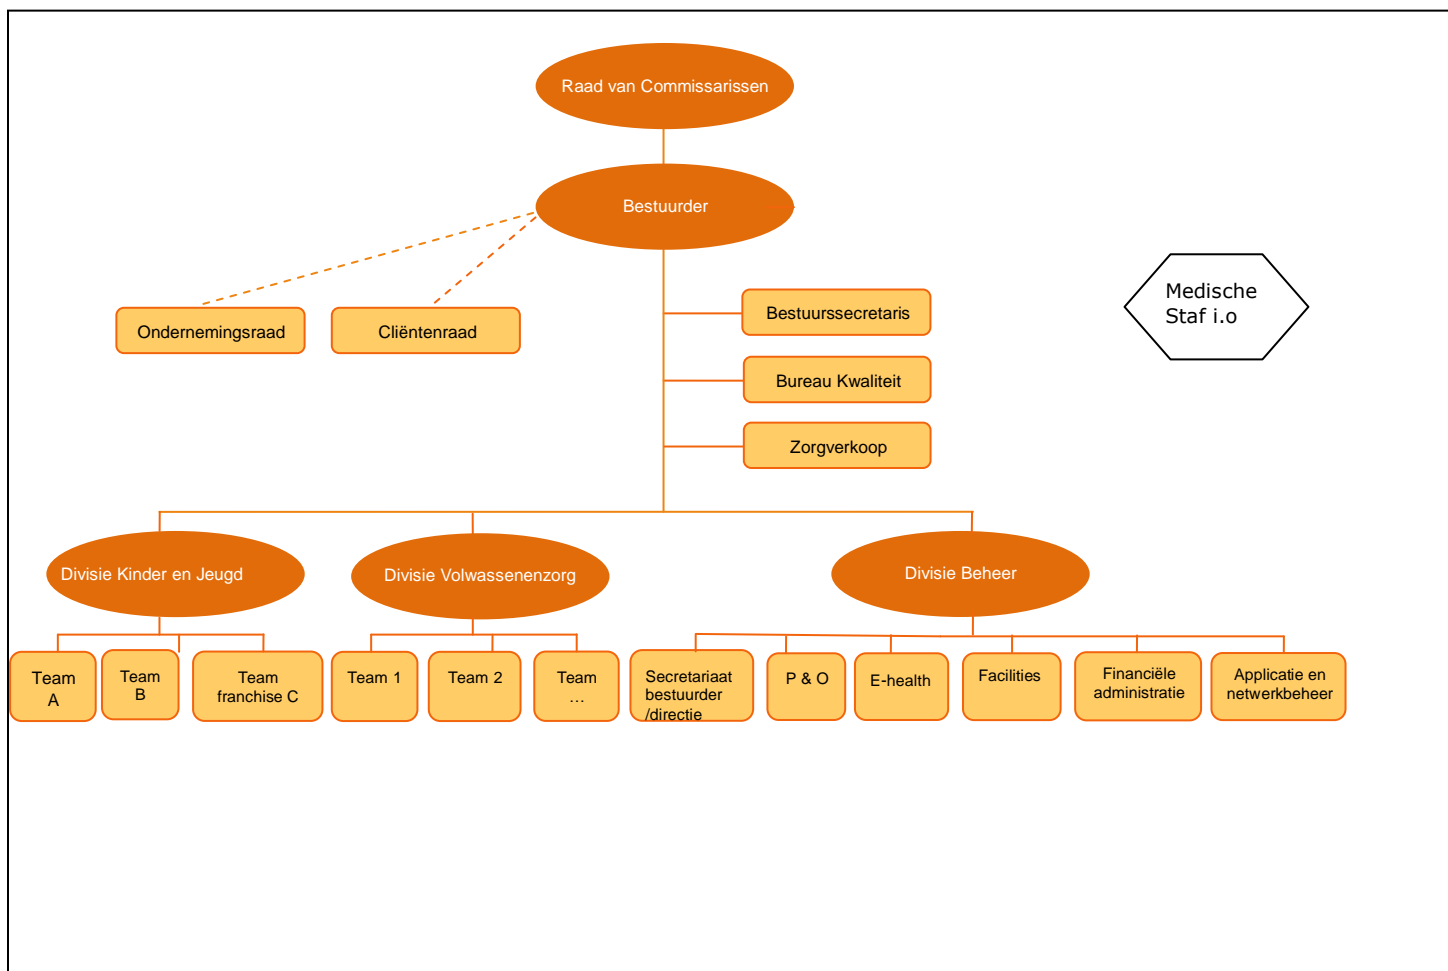 Raad van Commissarissen
Bestuurder
Medische
Staf i.o
Bestuurssecretaris
Ondernemingsraad
Cliëntenraad
Bureau Kwaliteit
Zorgverkoop
Divisie Kinder en Jeugd
Divisie Volwassenenzorg
Divisie Beheer
Team
A
Team
B
Team
franchise C
Team 1
Team 2
Team
...
Secretariaat
bestuurder
/directie
P & O
E-health
Facilities
Financiële
administratie
Applicatie en
netwerkbeheer